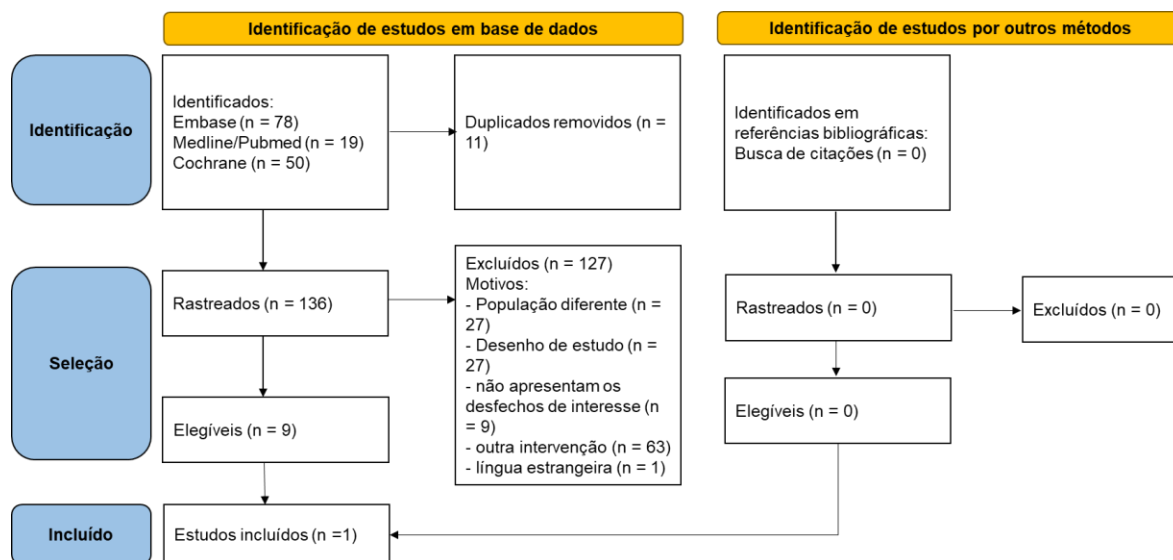 Identificação de estudos em base de dados
Identificação de estudos por outros métodos
Identificação
Identificados:
Embase (n = 78)
Medline/Pubmed (n = 19)
Cochrane (n = 50)
Duplicados removidos (n =
11)
Identificados em
referências bibliográficas:
Busca de citações (n = 0)
Seleção
Rastreados (n = 136)
Excluídos (n = 127)
Motivos:
- População diferente (n =
27)
- Desenho de estudo (n =
27)
- não apresentam os
desfechos de interesse (n
= 9)
- outra intervenção (n = 63)
- língua estrangeira (n = 1)
Rastreados (n = 0)
Excluídos (n = 0)
Elegíveis (n = 9)
Elegíveis (n = 0)
Incluído
Estudos incluídos (n =1)